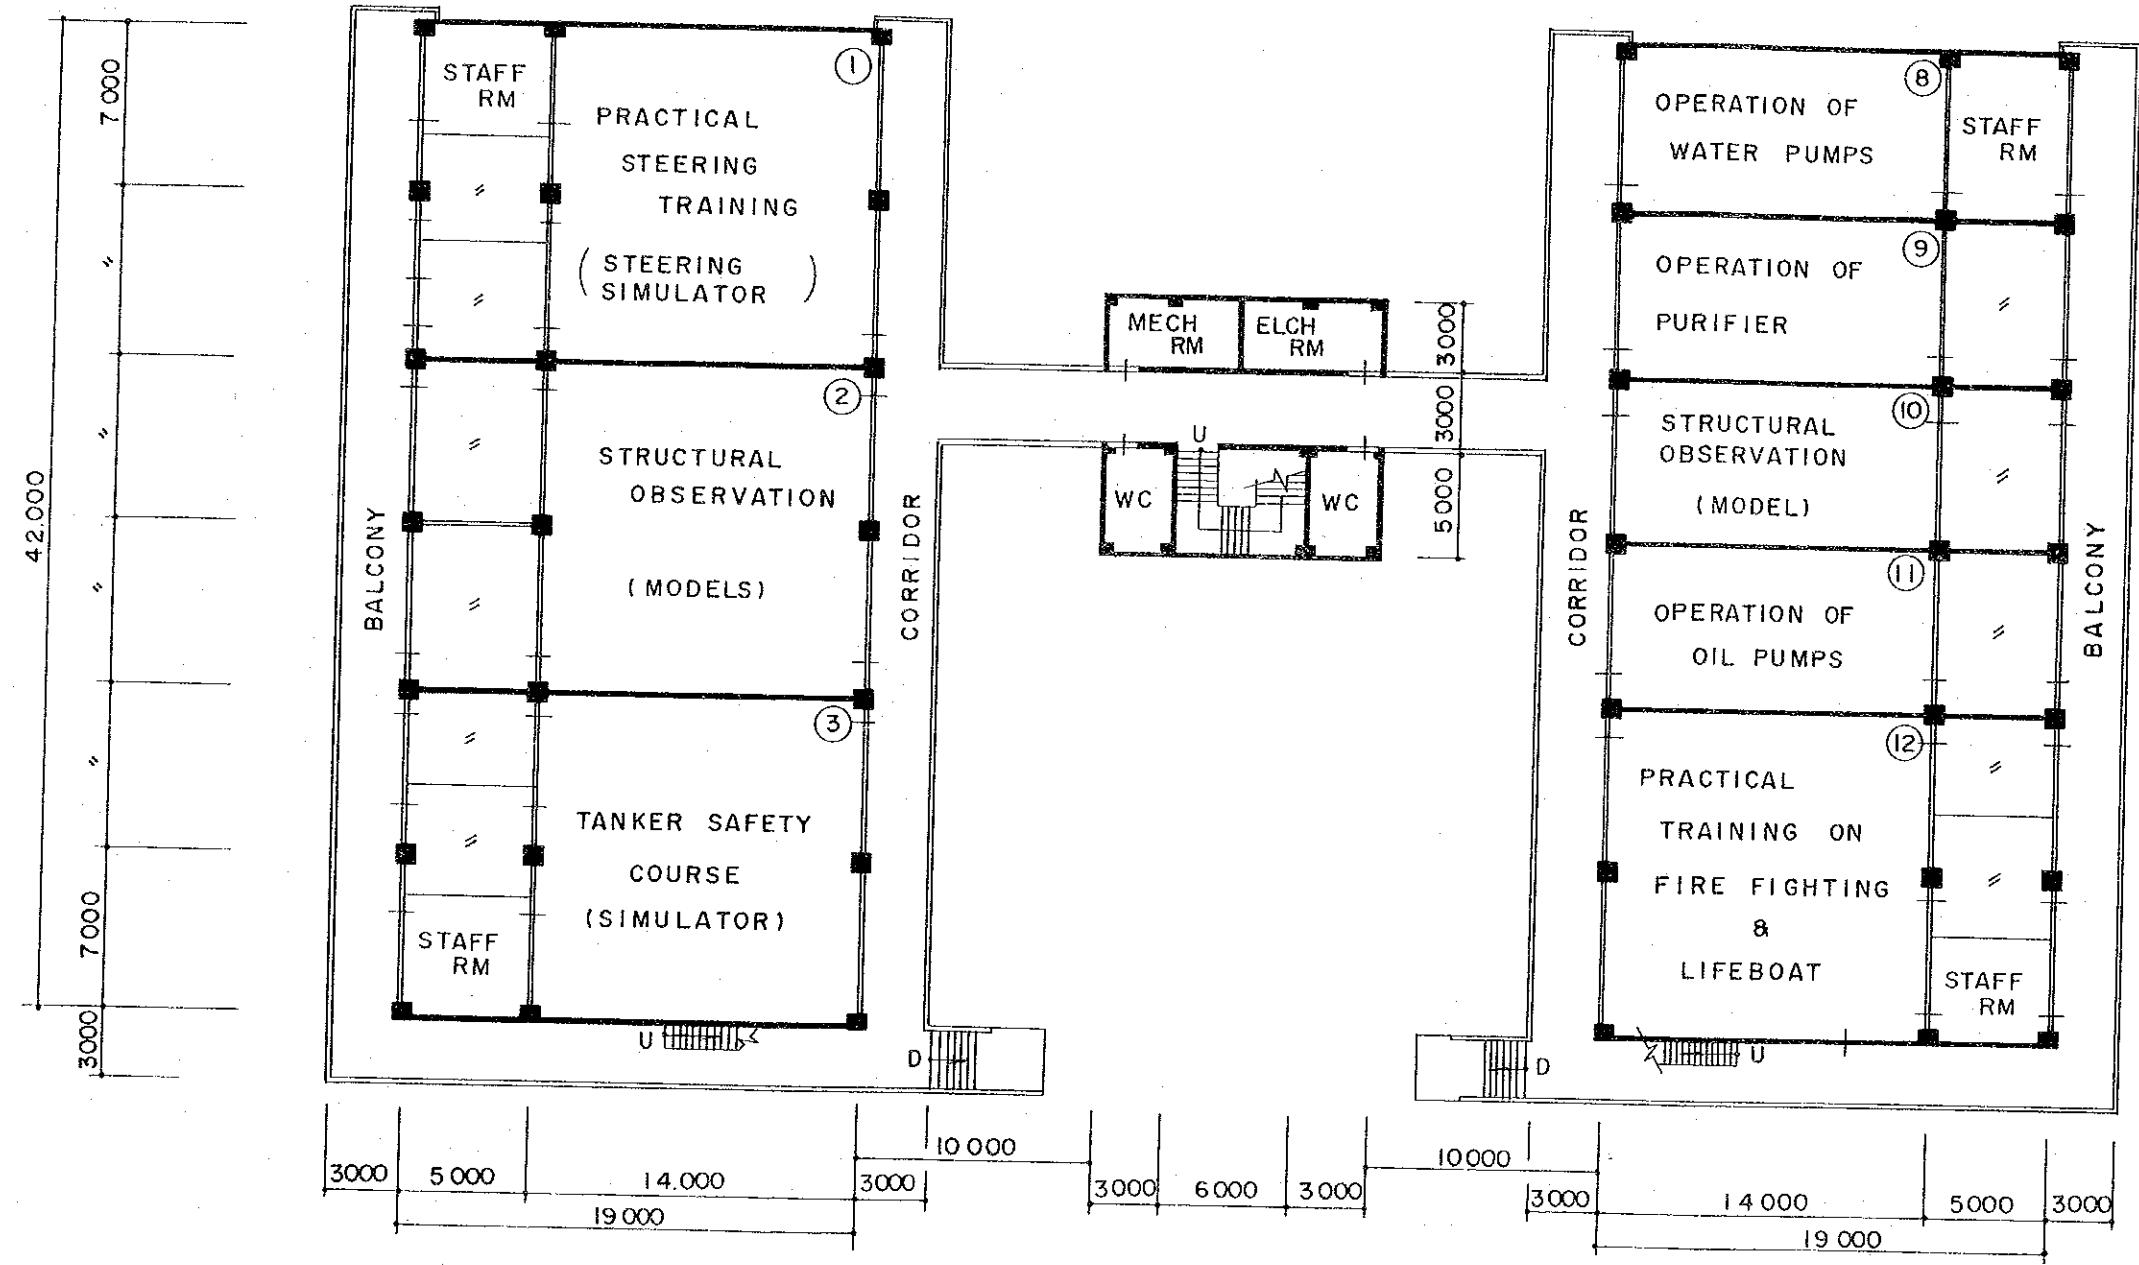 7000
〃
〃
〃
〃
7000
3000
42.000
BALCONY
STAFF
RM
〃
〃
〃
〃
〃
〃
STAFF
RM
1
PRACTICAL
STEERING
TRAINING
( STEERING
SIMULATOR )
2
STRUCTURAL
OBSERVATION
(MODELS)
3
TANKER SAFETY
COURSE
(SIMULATOR)
CORRIDOR
U
D
MECH
RM
ELCH
RM
WC
U
WC
3000
3000
5000
CORRIDOR
8
OPERATION OF
WATER PUMPS
9
OPERATION OF
PURIFIER
10
STRUCTURAL
OBSERVATION
(MODEL)
11
OPERATION OF
OIL PUMPS
12
PRACTICAL
TRAINING ON
FIRE FIGHTING
&
LIFEBOAT
STAFF
RM
〃
〃
〃
〃
〃
STAFF
RM
BALCONY
D
U
3000
5000
14.000
3000
10000
19000
3000
6000
3000
10000
3000
14000
5000
3000
19000